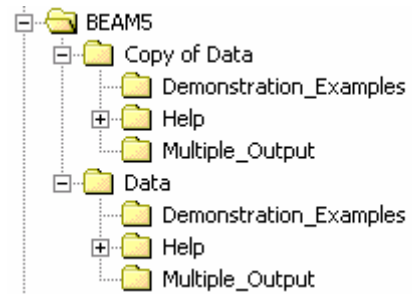 BEAM5
Copy of Data
Demonstration_Examples
Help
Multiple_Output
Data
Demonstration_Examples
Help
Multiple_Output